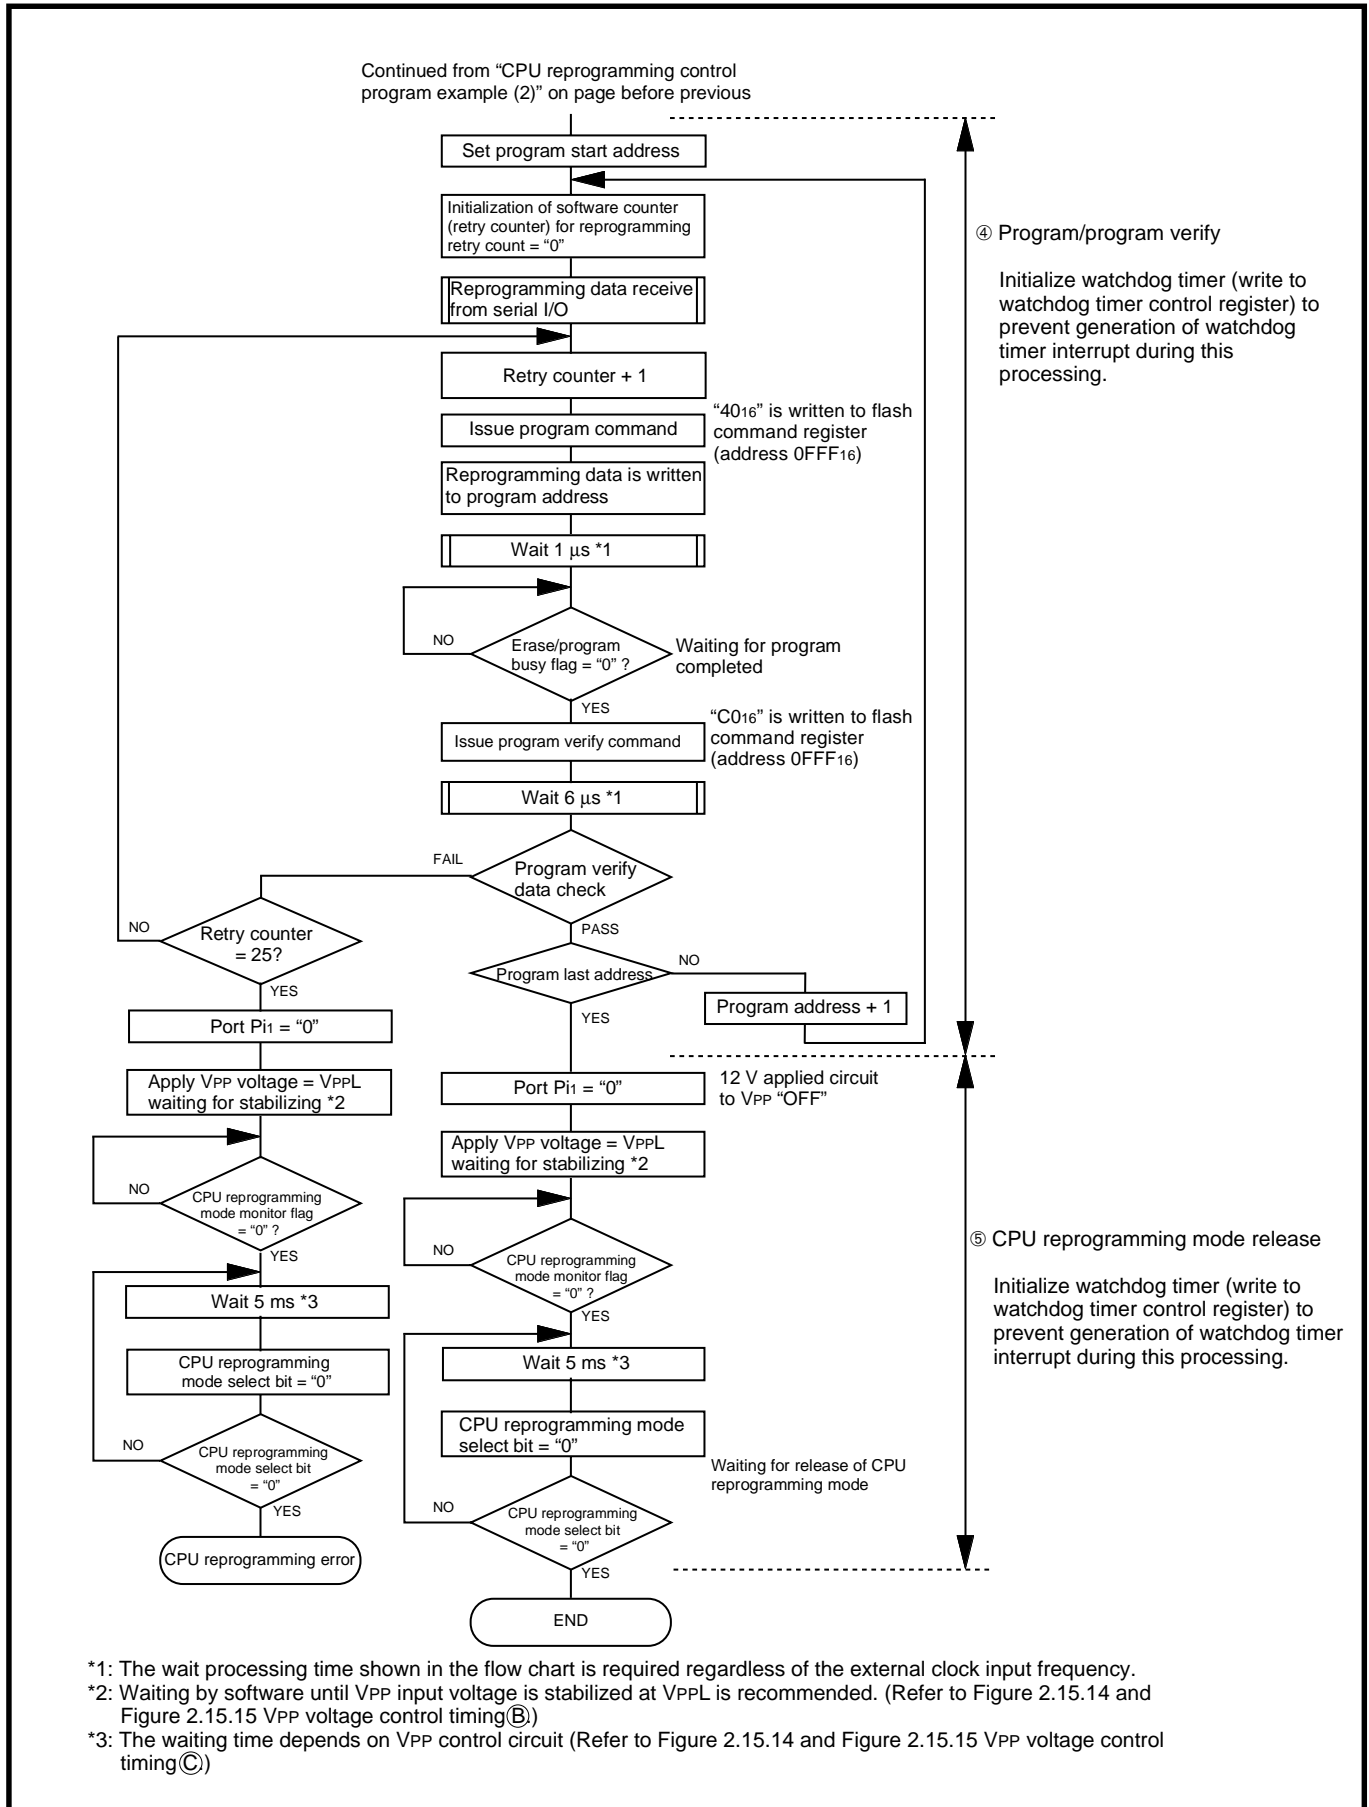 Continued from “CPU reprogramming control
program example (2)” on page before previous
Set program start address
Initialization of software counter
(retry counter) for reprogramming
retry count = “0”
④ Program/program verify
Initialize watchdog timer (write to
watchdog timer control register) to
prevent generation of watchdog
timer interrupt during this
processing.
Reprogramming data receive
from serial I/O
Retry counter + 1
Issue program command
“4016” is written to flash
command register
(address 0FFF16)
Reprogramming data is written
to program address
Wait 1 μs *1
NO
Erase/program
busy flag = “0” ?
Waiting for program
completed
YES
Issue program verify command
“C016” is written to flash
command register
(address 0FFF16)
Wait 6 μs *1
FAIL
Program verify
data check
PASS
NO
Retry counter
= 25?
YES
Program last address
NO
Program address + 1
YES
Port Pi1 = “0”
Apply VPP voltage = VPPL
waiting for stabilizing *2
NO
CPU reprogramming
mode monitor flag
= “0” ?
YES
Wait 5 ms *3
CPU reprogramming
mode select bit = “0”
NO
CPU reprogramming
mode select bit
= “0”
YES
CPU reprogramming error
Port Pi1 = “0”
12 V applied circuit
to VPP “OFF”
Apply VPP voltage = VPPL
waiting for stabilizing *2
NO
CPU reprogramming
mode monitor flag
= “0” ?
YES
Wait 5 ms *3
CPU reprogramming mode
select bit = “0”
Waiting for release of CPU
reprogramming mode
NO
CPU reprogramming
mode select bit
= “0”
YES
END
⑤ CPU reprogramming mode release
Initialize watchdog timer (write to
watchdog timer control register) to
prevent generation of watchdog timer
interrupt during this processing.
*1: The wait processing time shown in the flow chart is required regardless of the external clock input frequency.
*2: Waiting by software until VPP input voltage is stabilized at VPPL is recommended. (Refer to Figure 2.15.14 and
Figure 2.15.15 VPP voltage control timing Ⓑ.)
*3: The waiting time depends on VPP control circuit (Refer to Figure 2.15.14 and Figure 2.15.15 VPP voltage control
timing Ⓒ.)